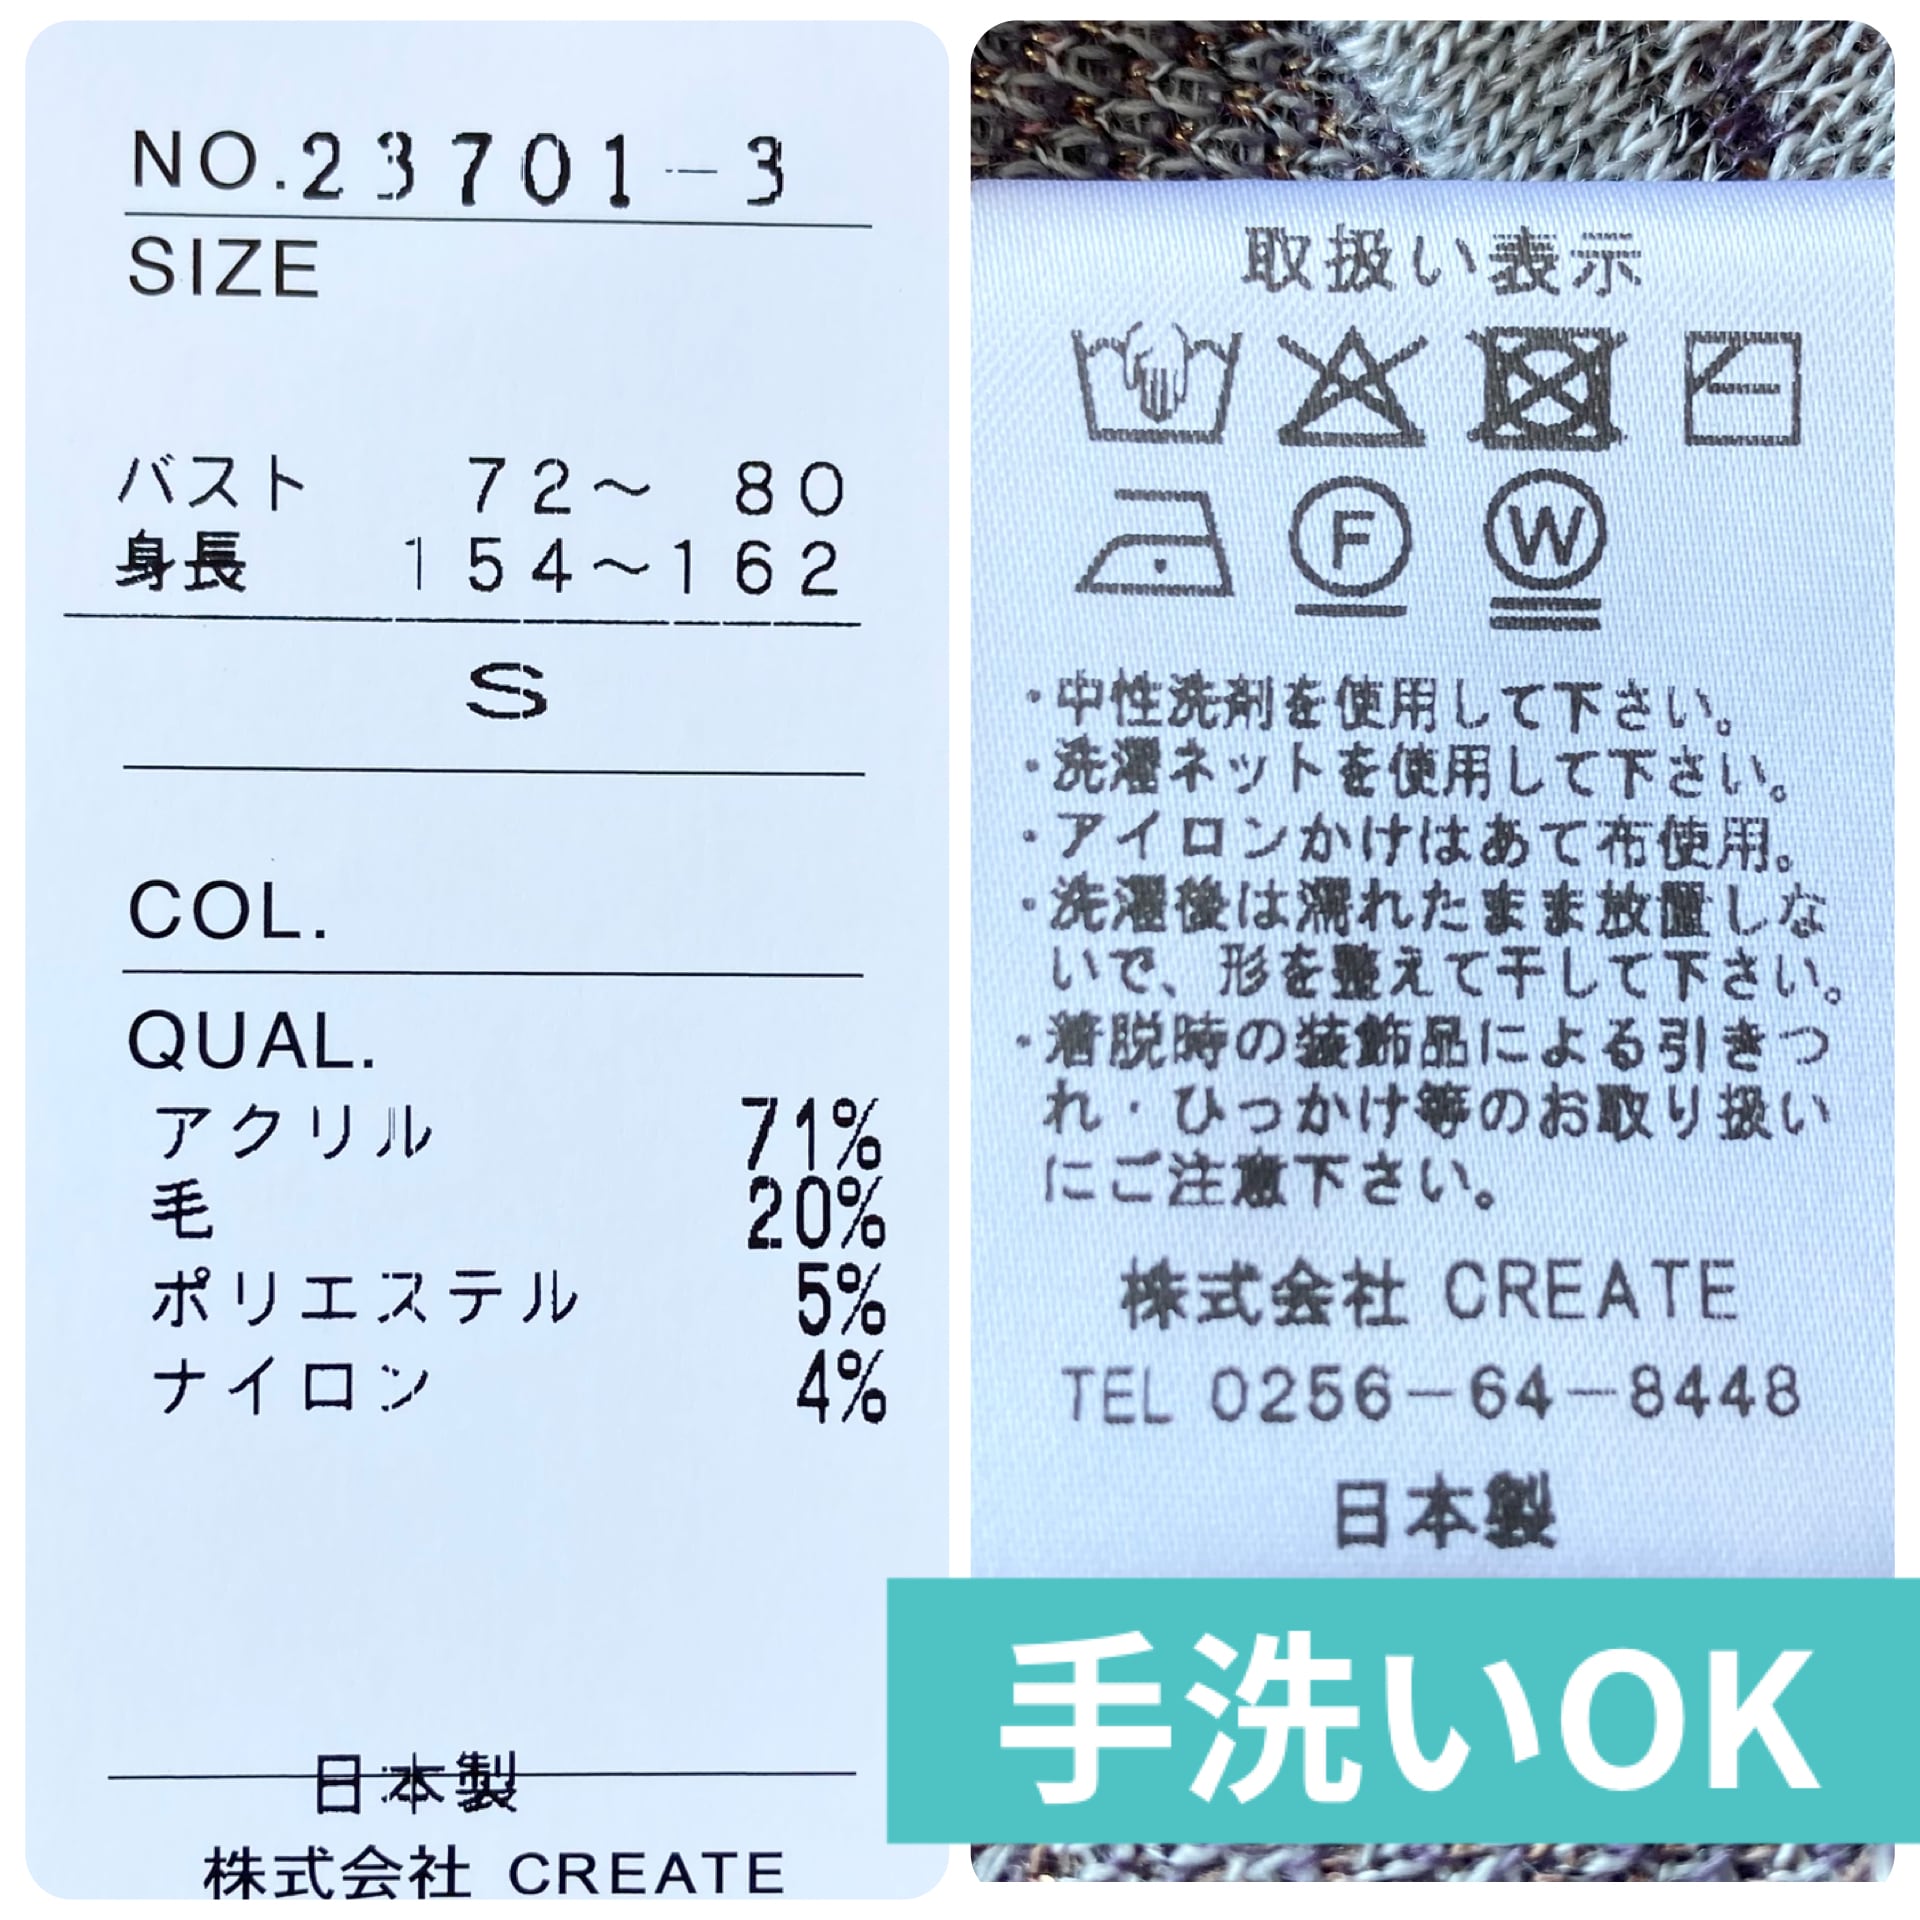 NO.23701-3
SIZE
バスト 72～ 80
身長 154～162
S
COL.
QUAL.
アクリル 71%
毛 20%
ポリエステル 5%
ナイロン 4%
日本製
株式会社 CREATE
取扱い表示
F
W
・中性洗剤を使用して下さい。
・洗濯ネットを使用して下さい。
・アイロンかけはあて布使用。
・洗濯後は濡れたまま放置しな
いで、形を整えて干して下さい。
・着脱時の装飾品による引きつ
れ・ひっかけ等のお取り扱い
にご注意下さい。
株式会社 CREATE
TEL 0256-64-8448
日本製
手洗いOK